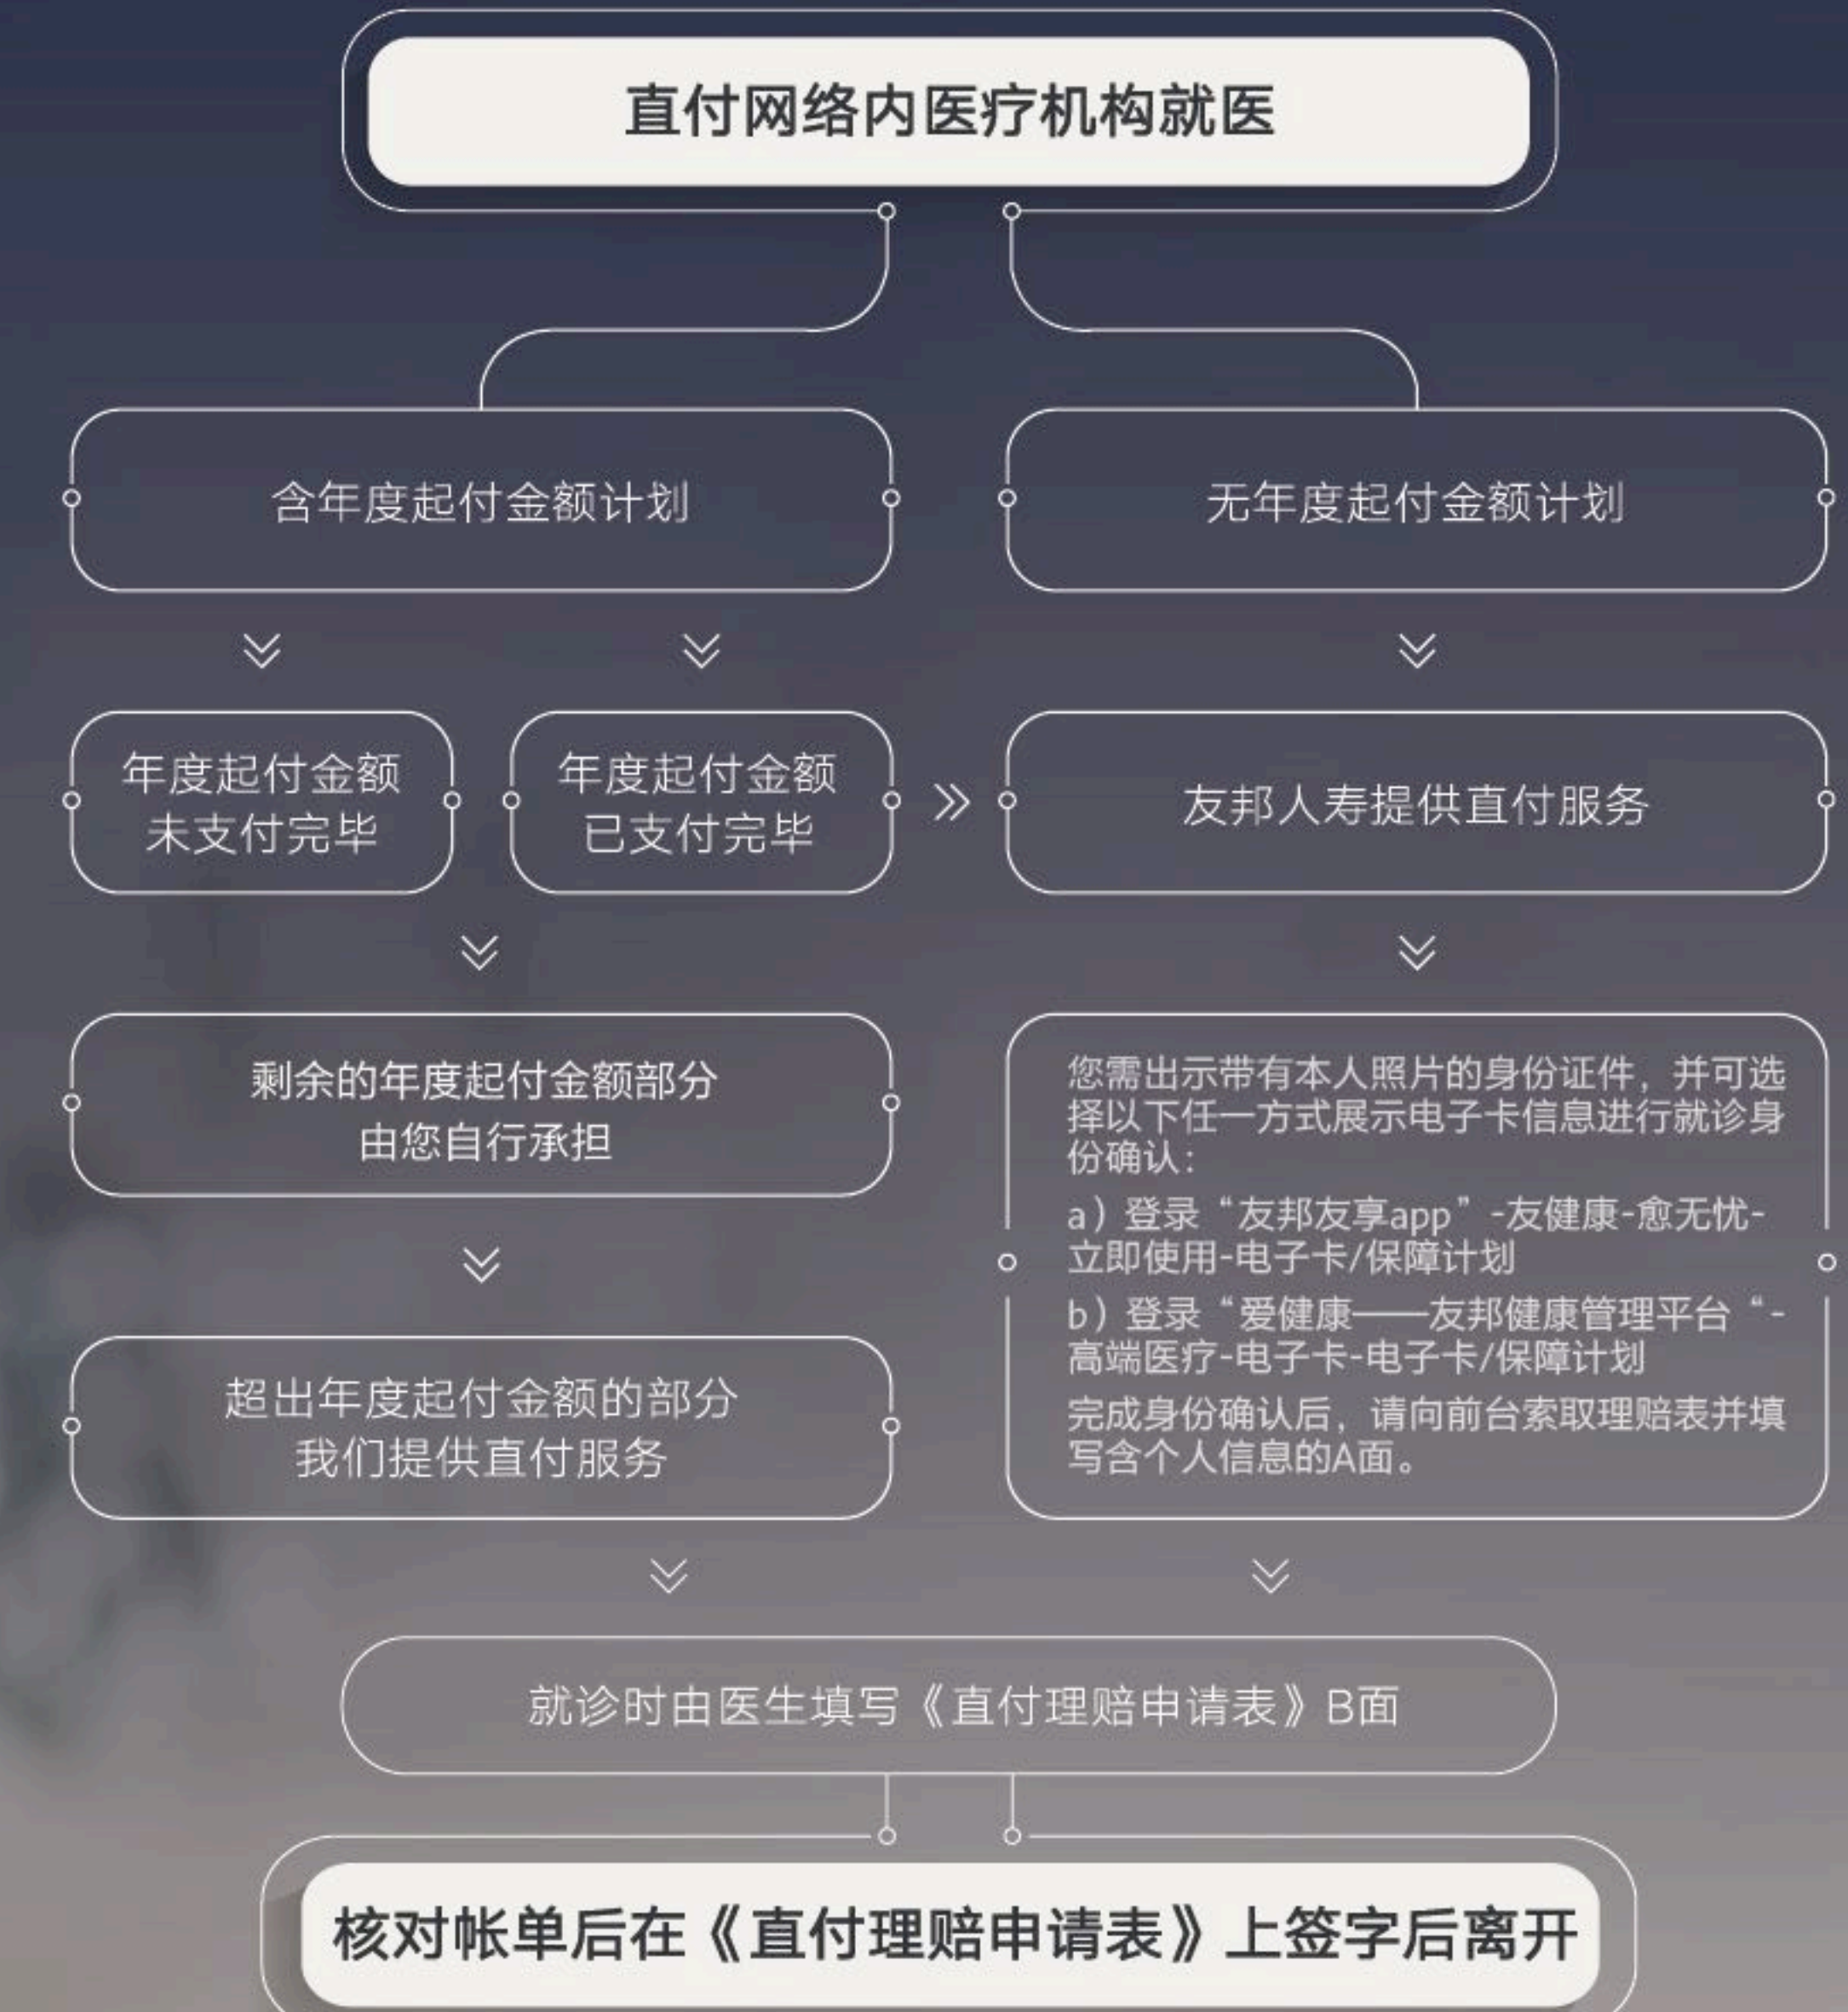 直付网络内医疗机构就医
含年度起付金额计划
无年度起付金额计划
年度起付金额
未支付完毕
年度起付金额
已支付完毕
友邦人寿提供直付服务
剩余的年度起付金额部分
由您自行承担
超出年度起付金额的部分
我们提供直付服务
您需出示带有本人照片的身份证件，并可选
择以下任一方式展示电子卡信息进行就诊身
份确认：
a）登录“友邦友享app”-友健康-愈无忧-
立即使用-电子卡/保障计划
b）登录“爱健康——友邦健康管理平台“-
高端医疗-电子卡-电子卡/保障计划
完成身份确认后，请向前台索取理赔表并填
写含个人信息的A面。
就诊时由医生填写《直付理赔申请表》B面
核对帐单后在《直付理赔申请表》上签字后离开